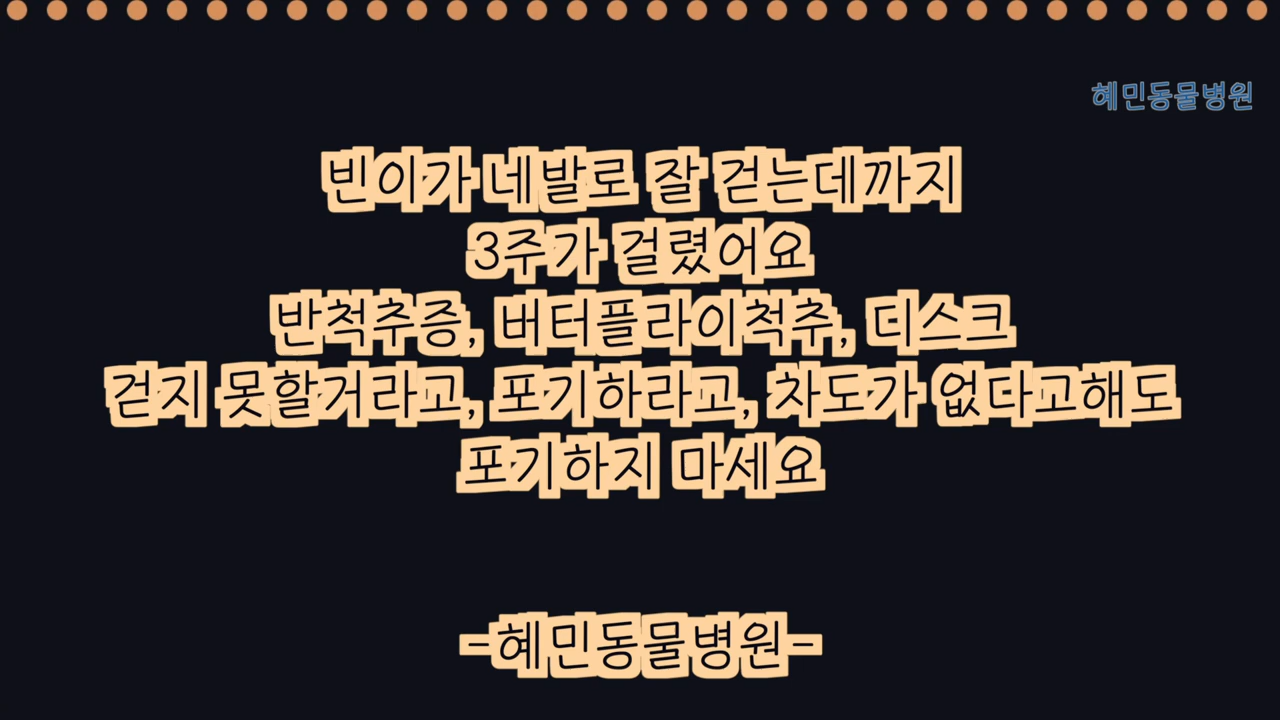 혜민동물병원
빈이가 네발로 잘 걷는데까지
3주가 걸렸어요
반척추증, 버터플라이척추, 디스크
걷지 못할거라고, 포기하라고, 차도가 없다고해도
포기하지 마세요
-혜민동물병원-